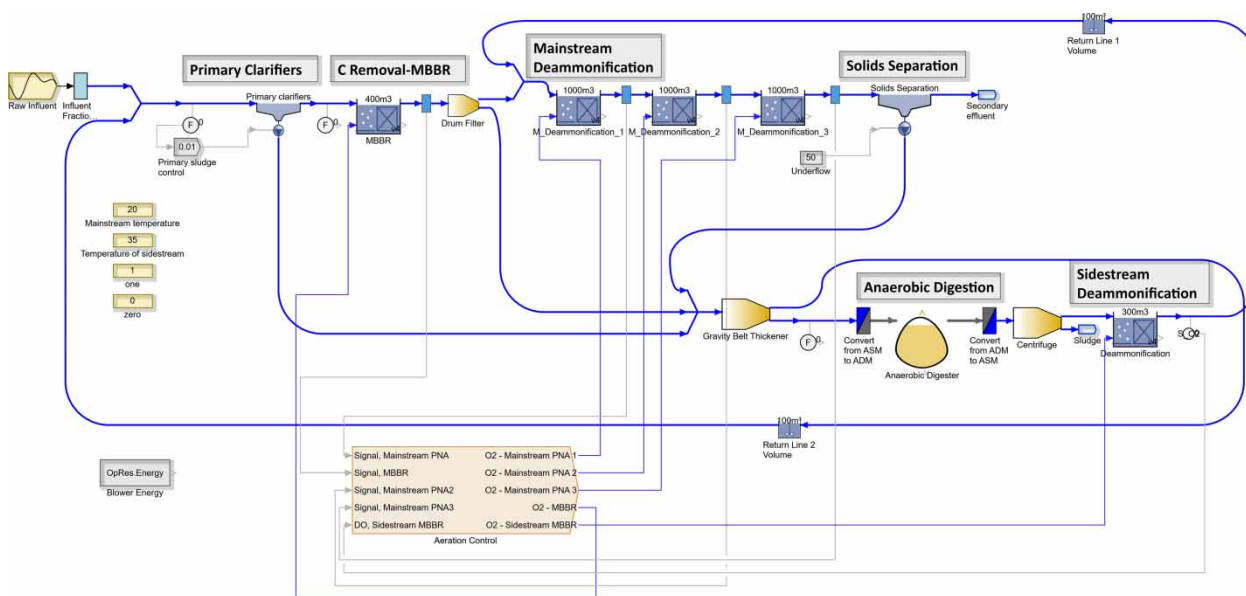 100m³
Return Line 1
Volume
Mainstream
Deammonification
Primary Clarifiers
C Removal-MBBR
Solids Separation
Raw Influent
Influent
Fractio...
Primary clarifiers
400m3
MBBR
Drum Filter
1000m3
M_Deammonification_1
1000m3
M_Deammonification_2
1000m3
M_Deammonification_3
Solids Separation
Secondary
effluent
F
0
F
0
0.01
Primary sludge
control
50
Underflow
20
Mainstream temperature
35
Temperature of sidestream
1
one
0
zero
Anaerobic Digestion
Sidestream
Deammonification
Gravity Belt Thickener
F
0
Convert
from ASM
to ADM
Anaerobic Digester
Convert
from ADM
to ASM
Centrifuge
Sludge
300m3
Deammonification
100m³
Return Line 2
Volume
OpRes.Energy
Blower Energy
Signal, Mainstream PNA
O2 - Mainstream PNA 1
Signal, MBBR
O2 - Mainstream PNA 2
Signal, Mainstream PNA2
O2 - Mainstream PNA 3
Signal, Mainstream PNA3
O2 - MBBR
DO, Sidestream MBBR
O2 - Sidestream MBBR
Aeration Control